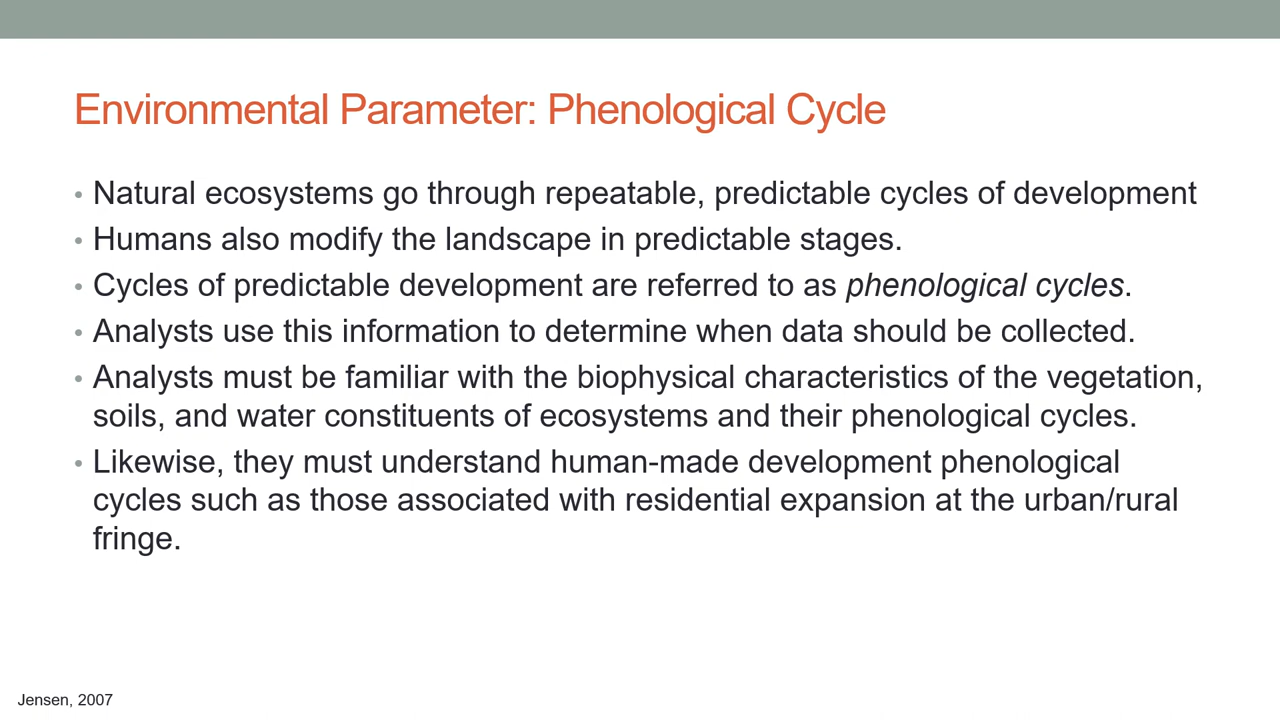 Environmental Parameter: Phenological Cycle
• Natural ecosystems go through repeatable, predictable cycles of development
• Humans also modify the landscape in predictable stages.
• Cycles of predictable development are referred to as phenological cycles.
• Analysts use this information to determine when data should be collected.
• Analysts must be familiar with the biophysical characteristics of the vegetation,
soils, and water constituents of ecosystems and their phenological cycles.
• Likewise, they must understand human-made development phenological
cycles such as those associated with residential expansion at the urban/rural
fringe.
Jensen, 2007